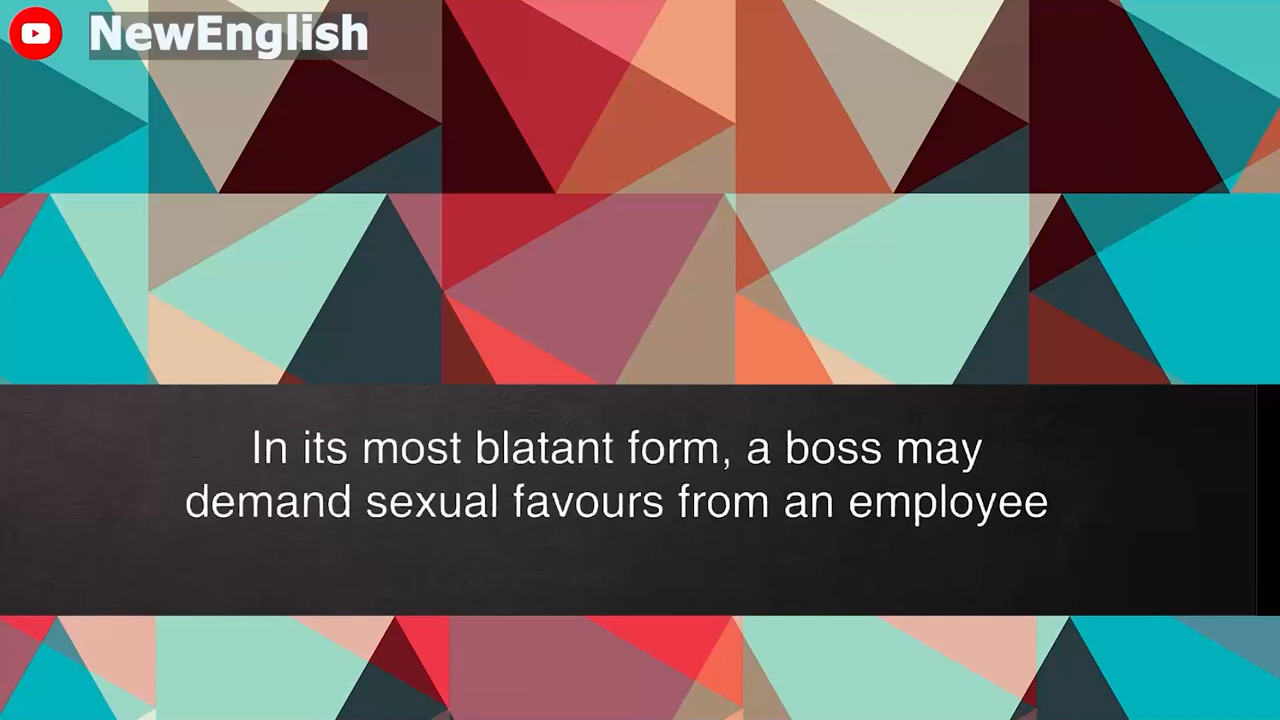 NewEnglish
In its most blatant form, a boss may
demand sexual favours from an employee